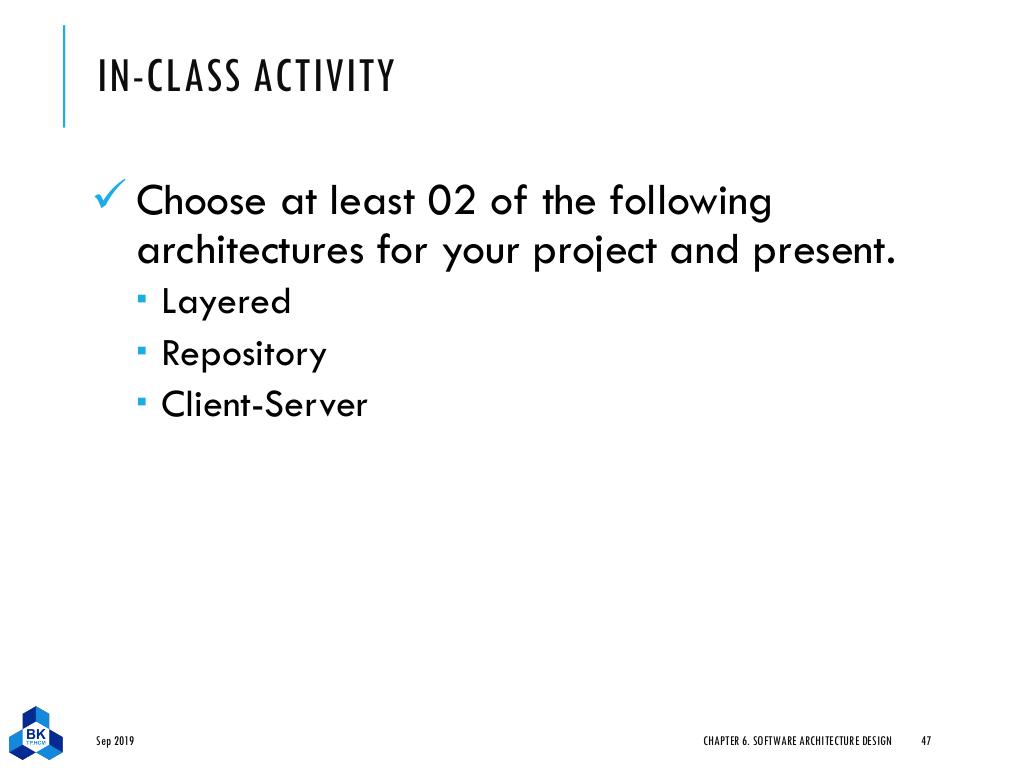 IN-CLASS ACTIVITY
✓ Choose at least 02 of the following
architectures for your project and present.
▪ Layered
▪ Repository
▪ Client-Server
BK
TP.HCM
Sep 2019
CHAPTER 6. SOFTWARE ARCHITECTURE DESIGN
47